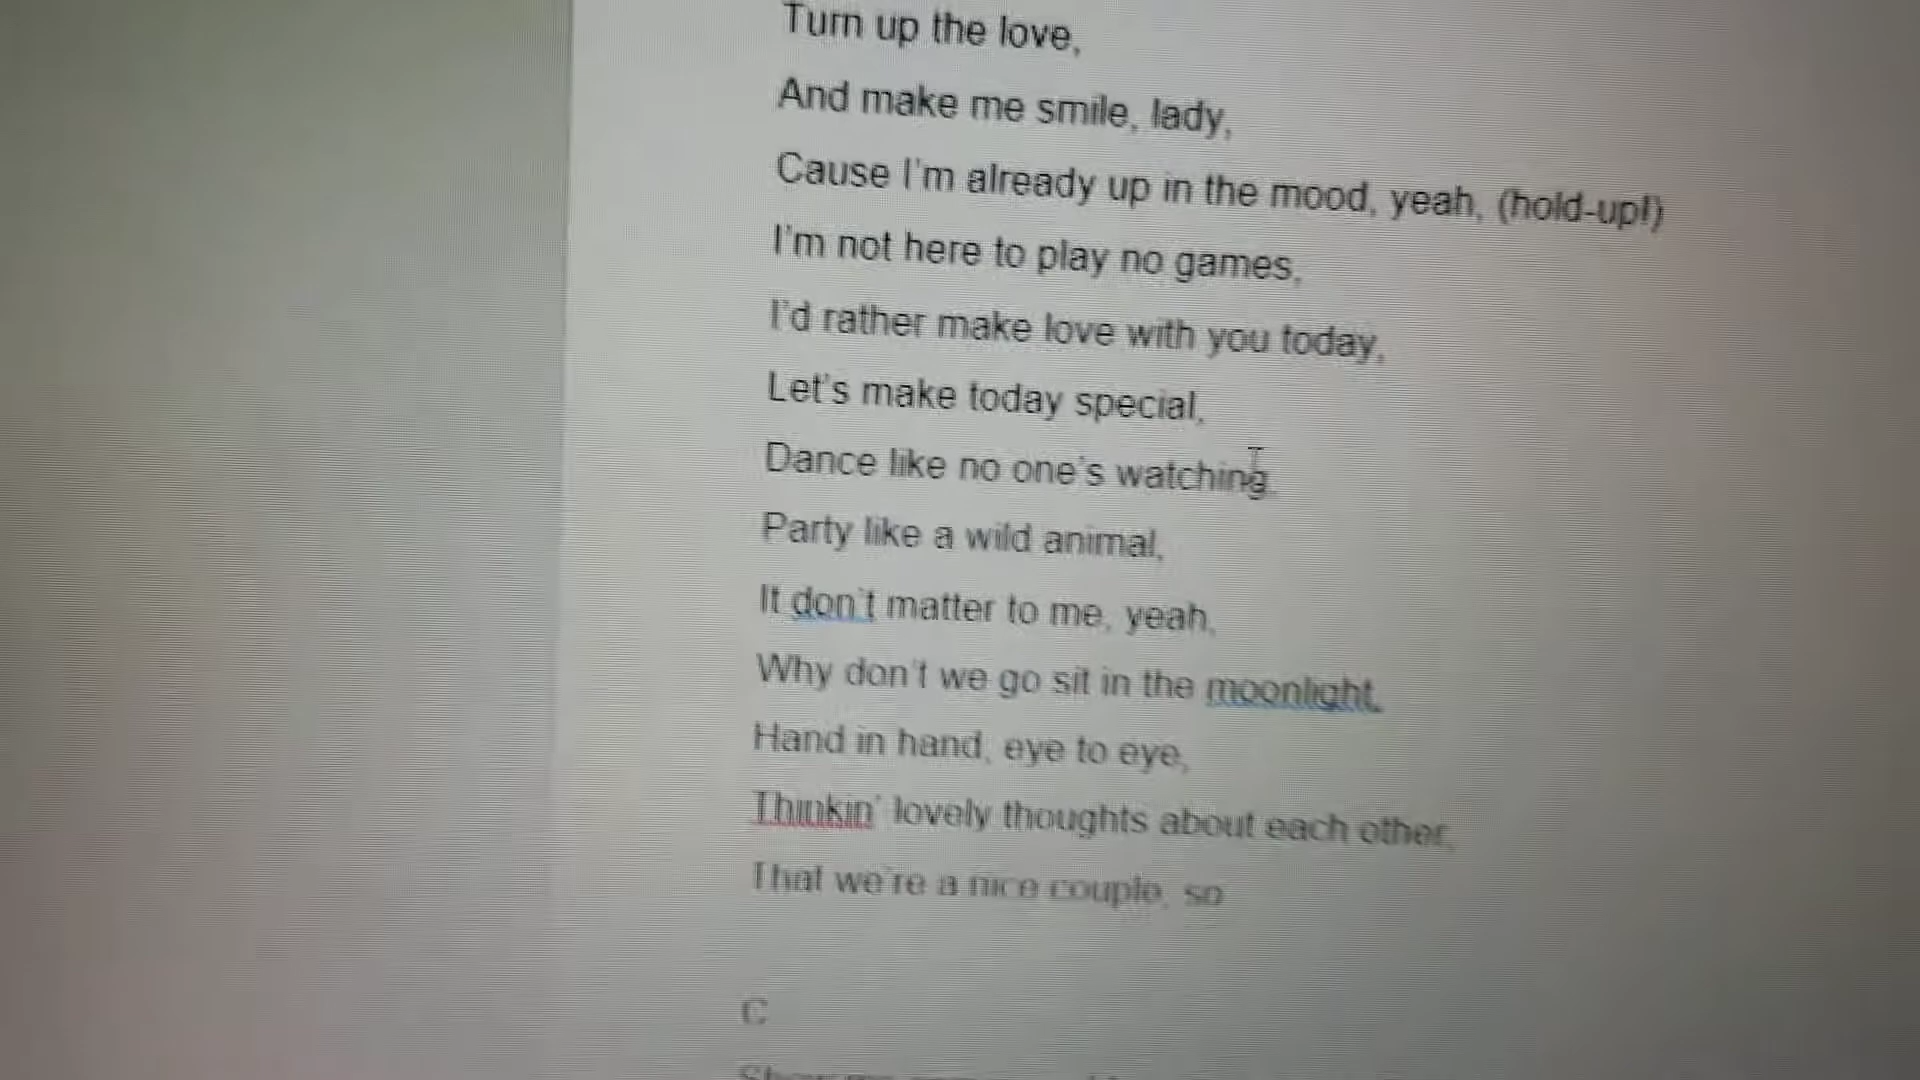 Turn up the love,
And make me smile, lady,
Cause I'm already up in the mood, yeah, (hold-up!)
I'm not here to play no games,
I'd rather make love with you today,
Let's make today special,
Dance like no one's watching.
Party like a wild animal,
It don't matter to me, yeah,
Why don't we go sit in the moonlight,
Hand in hand, eye to eye,
Thinkin' lovely thoughts about each other,
That we're a nice couple, so
C